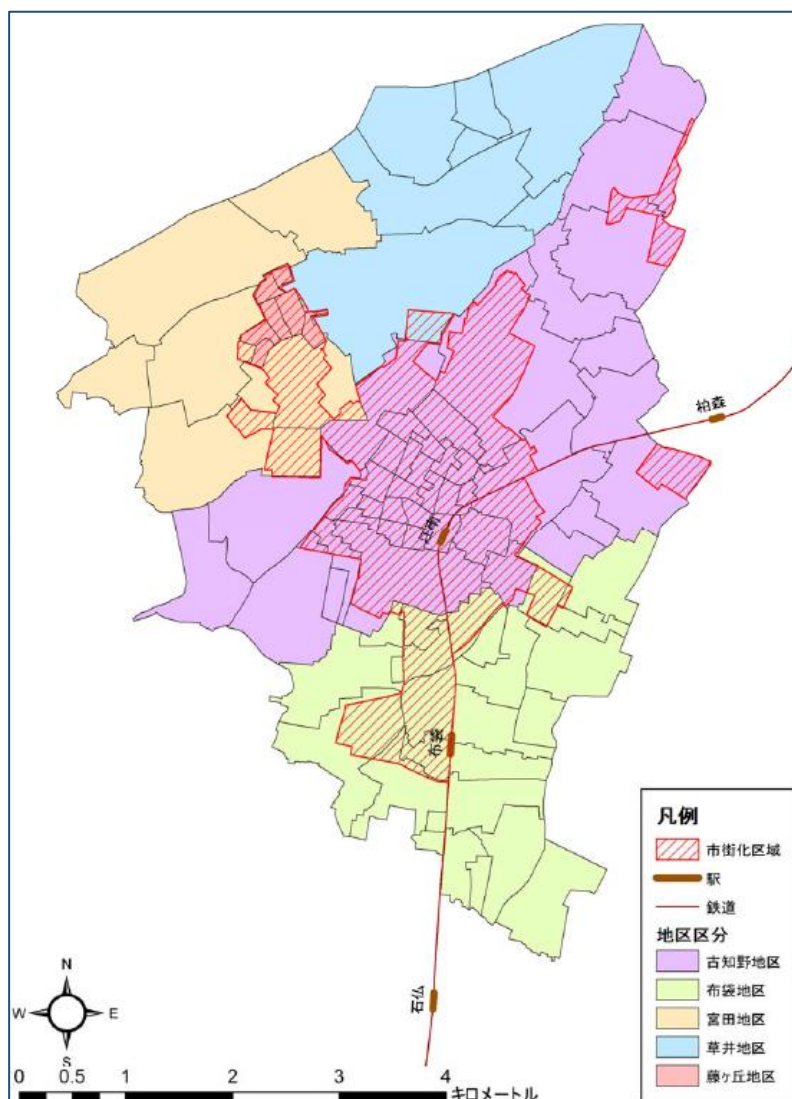 柏森
江南
布袋
石仏
凡例
市街化区域
駅
鉄道
地区区分
古知野地区
布袋地区
宮田地区
草井地区
藤ヶ丘地区
N
W E
S
0 0.5 1 2 3 4
キロメートル